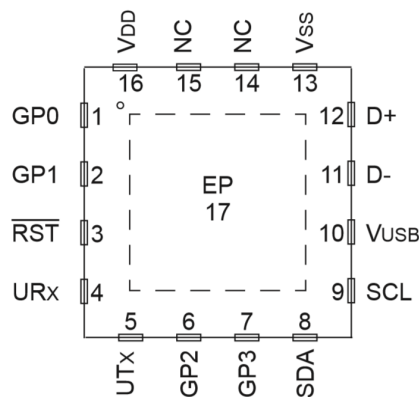 VDD
NC
NC
VSS
16
15
14
13
GP0 1
12 D+
GP1 2
11 D-
EP
17
RST 3
10 VUSB
URX 4
9 SCL
5
6
7
8
UTX
GP2
GP3
SDA